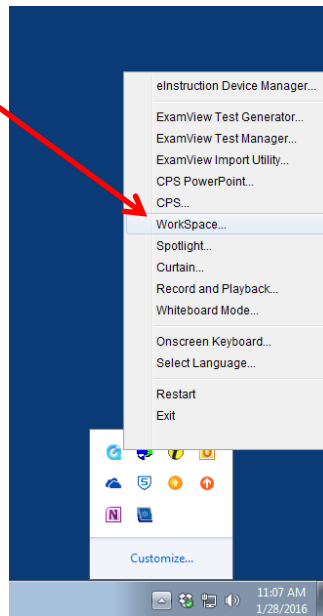 eInstruction Device Manager...
ExamView Test Generator...
ExamView Test Manager...
ExamView Import Utility...
CPS PowerPoint...
CPS...
WorkSpace...
Spotlight...
Curtain...
Record and Playback...
Whiteboard Mode...
Onscreen Keyboard...
Select Language...
Restart
Exit
Customize...
11:07 AM
1/28/2016